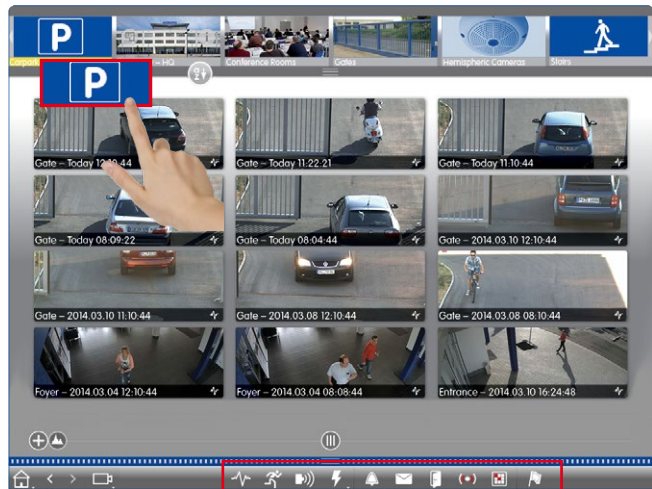 P
Carpark
– HQ
Conference Rooms
Gates
Hemispheric Cameras
Stairs
P
Gate – Today 12:10:44
Gate – Today 11:22:21
Gate – Today 11:10:44
Gate – Today 08:09:22
Gate – Today 08:04:44
Gate – 2014.03.10 12:10:44
Gate – 2014.03.10 11:10:44
Gate – 2014.03.08 12:10:44
Gate – 2014.03.08 08:10:44
Foyer – 2014.03.04 12:10:44
Foyer – 2014.03.04 08:08:44
Entrance – 2014.03.10 16:24:48